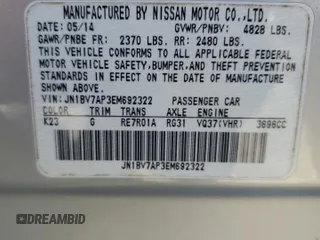 MANUFACTURED BY NISSAN MOTOR CO.,LTD.
DATE: 05/14 GVWR/PNBV: 4828 LBS.
GAWR/PNBE FR: 2370 LBS. RR: 2480 LBS.
THIS VEHICLE CONFORMS TO ALL APPLICABLE FEDERAL
MOTOR VEHICLE SAFETY,BUMPER,AND THEFT PREVENTION
STANDARDS IN EFFECT ON THE
DATE OF MANUFACTURE SHOWN ABOVE.
: JN1BV7AP3EM692322 PASSENGER CAR
COLOR TRIM TRANS AXLE ENGINE
K23 G RE7R01A RG31 VQ37(VHR) 3696CC
JN1BV7AP3EM692322
DREAMBID